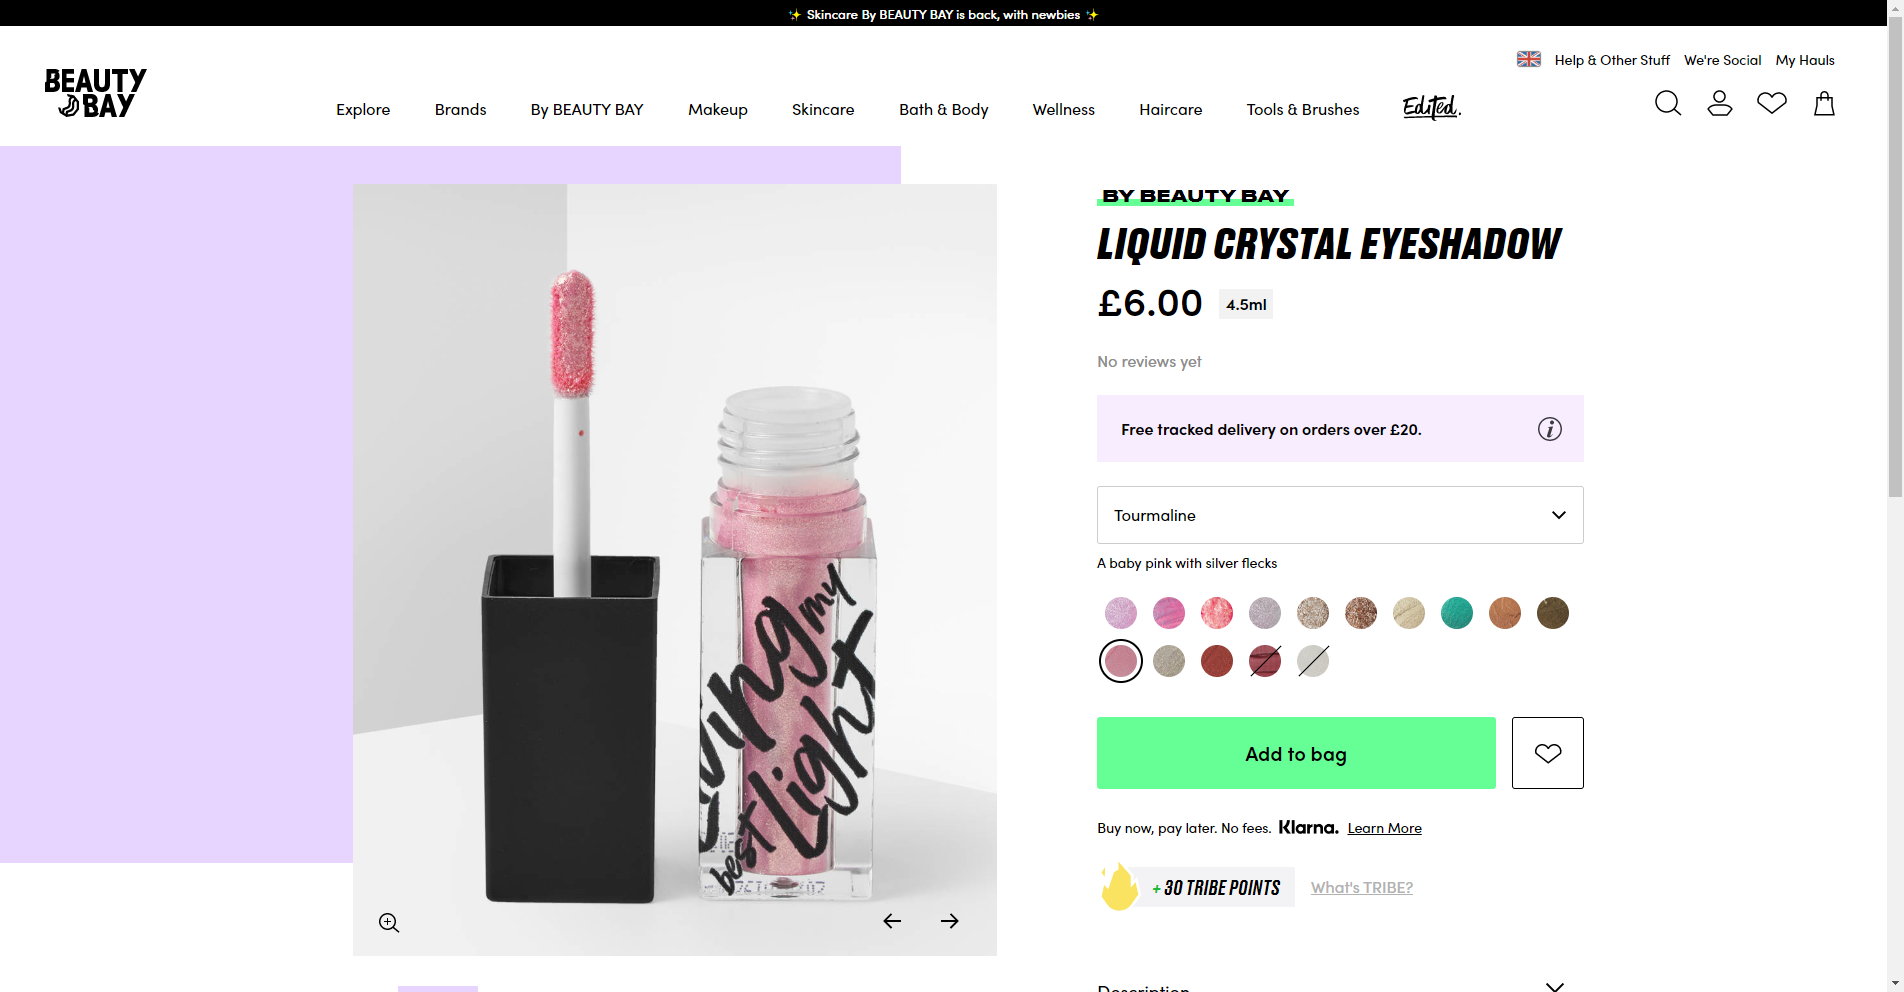 ✨ Skincare By BEAUTY BAY is back, with newbies ✨
Help & Other Stuff We're Social My Hauls
BEAUTY
BAY
Explore Brands By BEAUTY BAY Makeup Skincare Bath & Body Wellness Haircare Tools & Brushes Edited.
BY BEAUTY BAY
LIQUID CRYSTAL EYESHADOW
£6.00 4.5ml
No reviews yet
Free tracked delivery on orders over £20.
Tourmaline
A baby pink with silver flecks
living my
best Light
Add to bag
Buy now, pay later. No fees. Klarna. Learn More
+ 30 TRIBE POINTS What's TRIBE?
Description